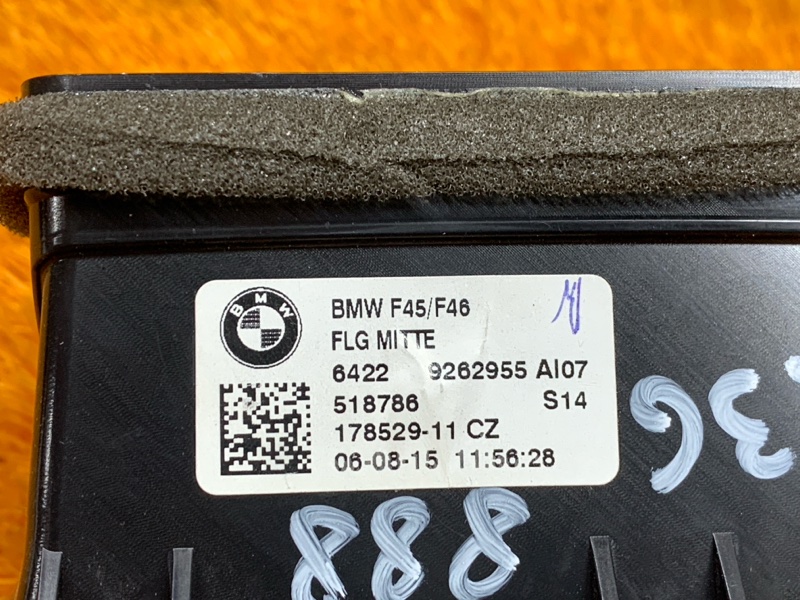 BMW
BMW F45/F46
FLG MITTE
6422 9262955 AI07
518786 S14
178529-11 CZ
06-08-15 11:56:28
888